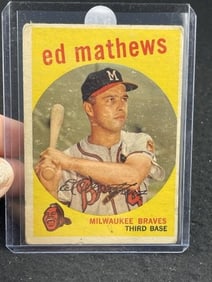 ed mathews
M
MILWAUKEE BRAVES
THIRD BASE